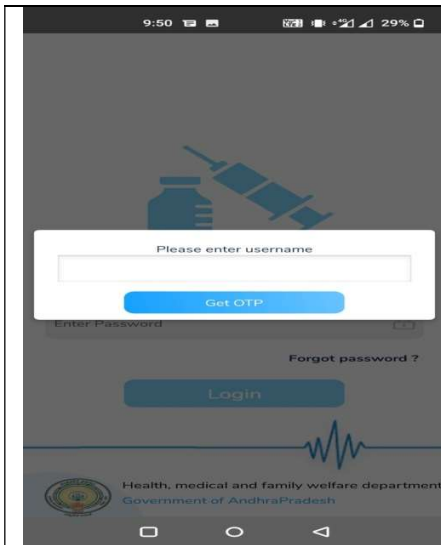 9:50
29%
Please enter username
Get OTP
Enter Password
Forgot password ?
Login
Health, medical and family welfare department
Government of AndhraPradesh